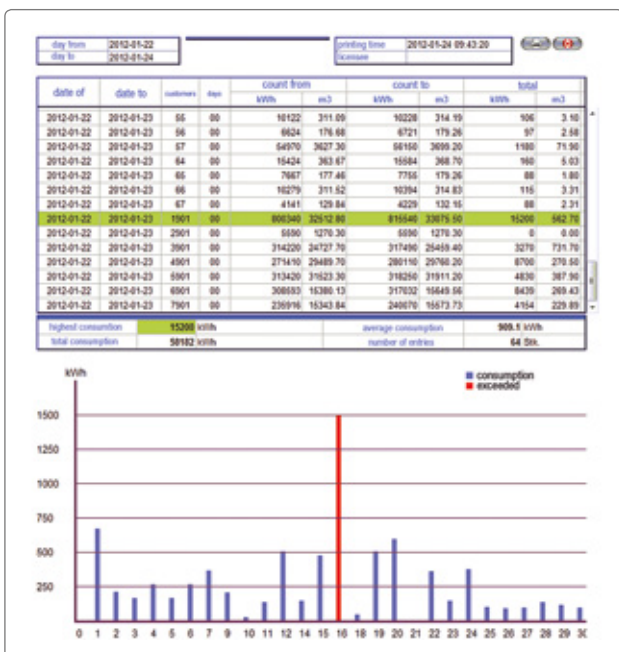 day from 2012-01-22 printing time 2012-01-24 09:43:20
day to 2012-01-24 licensee
date of date to customers days count from count to total
kWh m3 kWh m3 kWh m3
2012-01-22 2012-01-23 55 00 10122 311.09 10228 314.19 106 3.10
2012-01-22 2012-01-23 56 00 6624 176.68 6721 179.26 97 2.58
2012-01-22 2012-01-23 57 00 54970 3627.30 56150 3699.20 1180 71.90
2012-01-22 2012-01-23 64 00 15424 363.67 15584 368.70 160 5.03
2012-01-22 2012-01-23 65 00 7667 177.46 7755 179.26 88 1.80
2012-01-22 2012-01-23 66 00 10279 311.52 10394 314.83 115 3.31
2012-01-22 2012-01-23 67 00 4141 129.84 4229 132.15 88 2.31
2012-01-22 2012-01-23 1901 00 800340 32512.80 815540 33075.50 15200 562.70
2012-01-22 2012-01-23 2901 00 5590 1270.30 5590 1270.30 0 0.00
2012-01-22 2012-01-23 3901 00 314220 24727.70 317490 25459.40 3270 731.70
2012-01-22 2012-01-23 4901 00 271410 29489.70 280110 29760.20 8700 270.50
2012-01-22 2012-01-23 5901 00 313420 31523.30 318250 31911.20 4830 387.90
2012-01-22 2012-01-23 6901 00 308593 15380.13 317032 15649.56 8439 269.43
2012-01-22 2012-01-23 7901 00 235916 15343.84 240070 15573.73 4154 229.89
highest consumtion 15200 kWh average consumption 909.1 kWh
total consumption 58182 kWh number of entries 64 Stk.
kWh
consumption
exceeded
1500
1250
1000
750
500
250
0 1 2 3 4 5 6 7 9 10 11 12 14 15 16 18 19 20 21 22 23 24 25 26 27 28 29 30